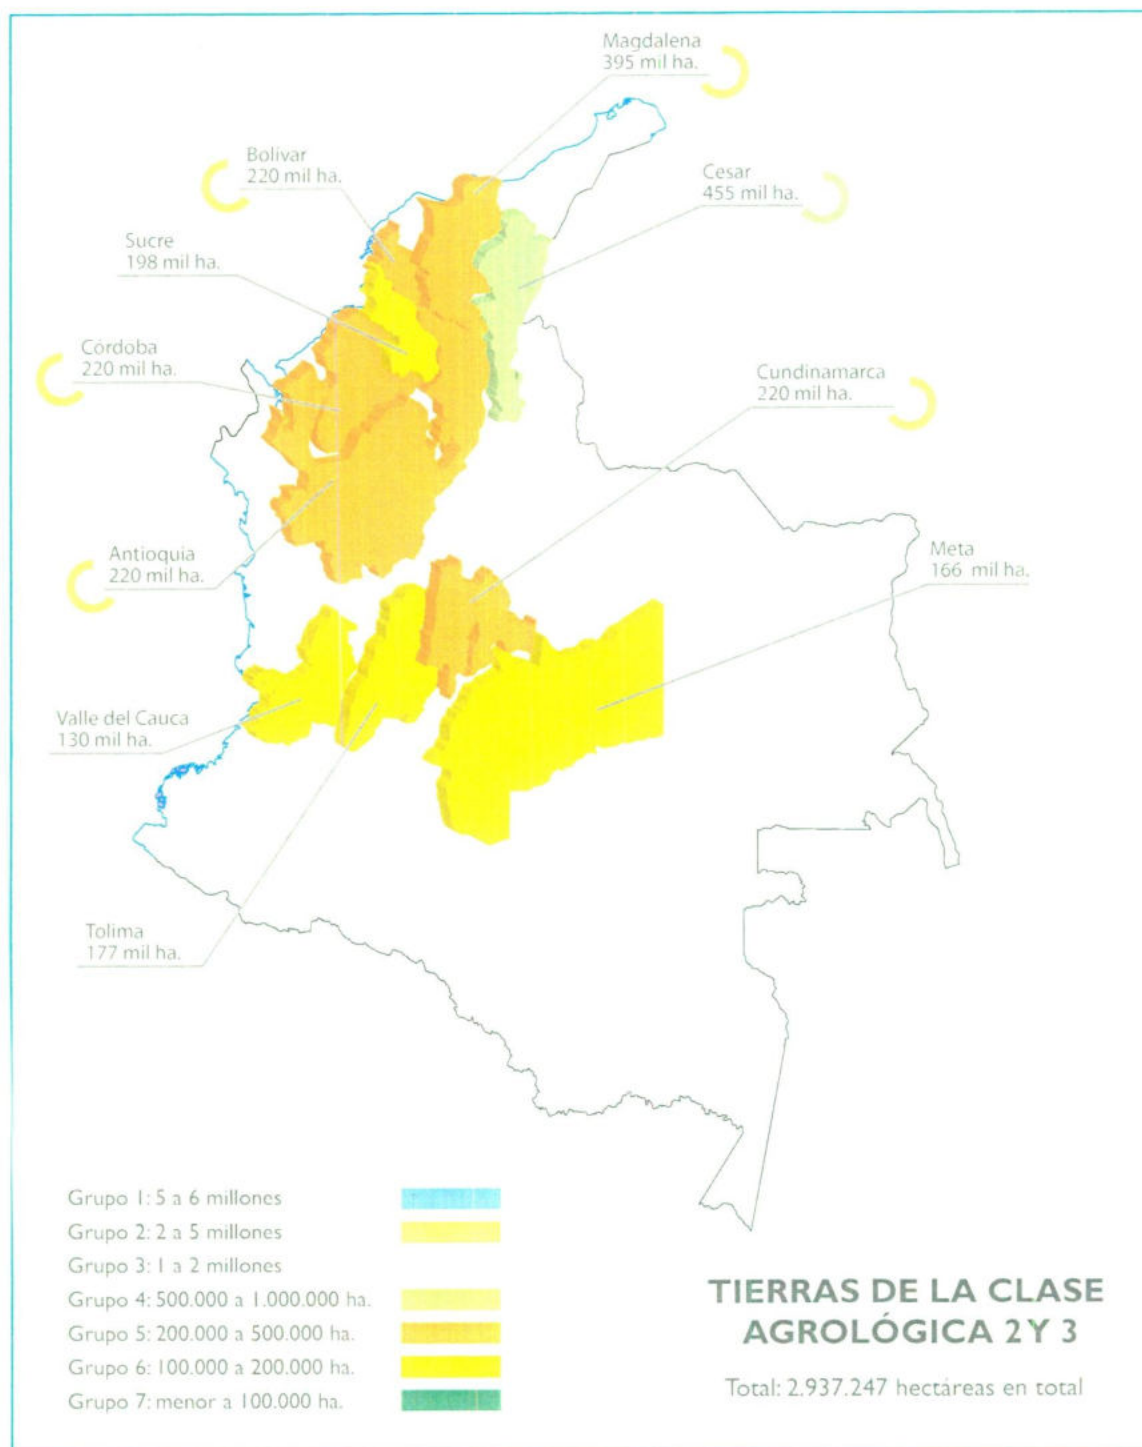 Magdalena
395 mil ha.
Bolívar
220 mil ha.
Cesar
455 mil ha.
Sucre
198 mil ha.
Córdoba
220 mil ha.
Cundinamarca
220 mil ha.
Antioquia
220 mil ha.
Meta
166 mil ha.
Valle del Cauca
130 mil ha.
Tolima
177 mil ha.
Grupo 1: 5 a 6 millones
Grupo 2: 2 a 5 millones
Grupo 3: 1 a 2 millones
Grupo 4: 500.000 a 1.000.000 ha.
Grupo 5: 200.000 a 500.000 ha.
Grupo 6: 100.000 a 200.000 ha.
Grupo 7: menor a 100.000 ha.
TIERRAS DE LA CLASE
AGROLÓGICA 2 Y 3
Total: 2.937.247 hectáreas en total